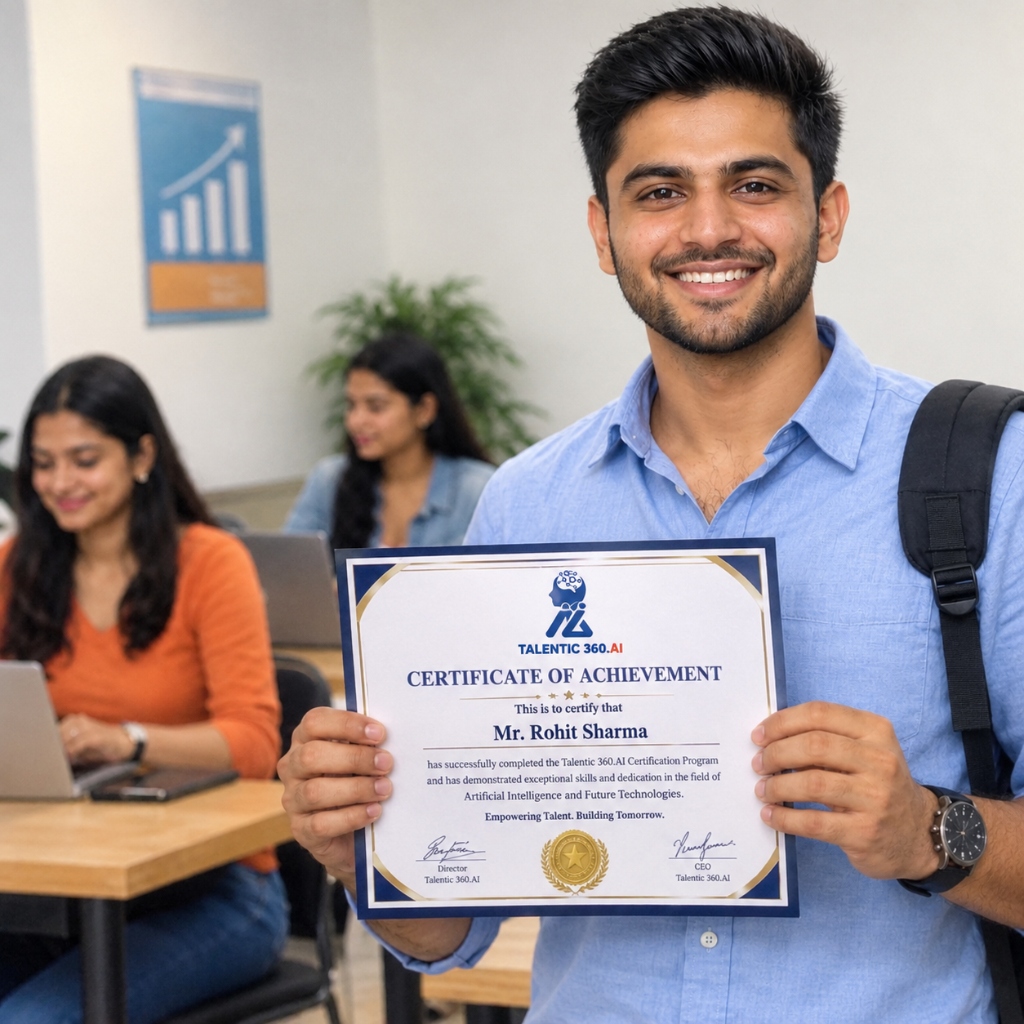 TALENTIC 360.AI
CERTIFICATE OF ACHIEVEMENT
This is to certify that
Mr. Rohit Sharma
has successfully completed the Talentic 360.AI Certification Program
and has demonstrated exceptional skills and dedication in the field of
Artificial Intelligence and Future Technologies.
Empowering Talent. Building Tomorrow.
Director
Talentic 360.AI
CEO
Talentic 360.AI